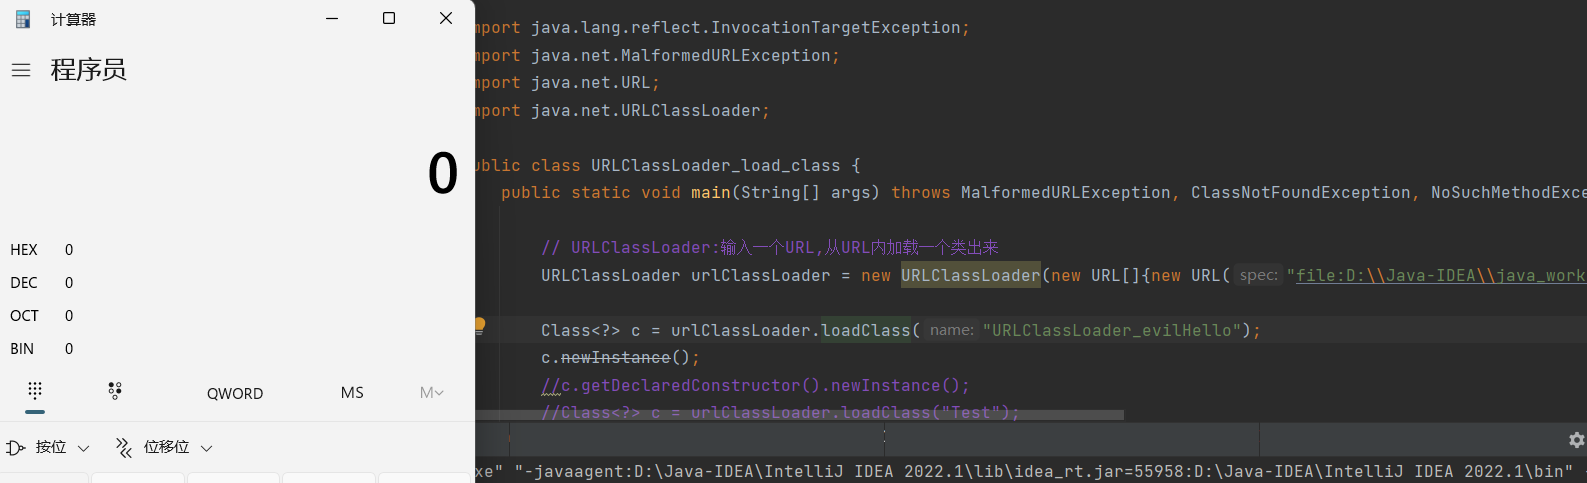 计算器
程序员
0
HEX 0
DEC 0
OCT 0
BIN 0
QWORD MS M
按位 位移位
mport java.lang.reflect.InvocationTargetException;
mport java.net.MalformedURLException;
mport java.net.URL;
mport java.net.URLClassLoader;
ublic class URLClassLoader_load_class {
public static void main(String[] args) throws MalformedURLException, ClassNotFoundException, NoSuchMethodExce
// URLClassLoader:输入一个URL,从URL内加载一个类出来
URLClassLoader urlClassLoader = new URLClassLoader(new URL[]{new URL( spec: "file:D:\\Java-IDEA\\java_work
Class<?> c = urlClassLoader.loadClass( name: "URLClassLoader_evilHello");
c.newInstance();
//c.getDeclaredConstructor().newInstance();
//Class<?> c = urlClassLoader.loadClass("Test");
xe" "-javaagent:D:\Java-IDEA\IntelliJ IDEA 2022.1\lib\idea_rt.jar=55958:D:\Java-IDEA\IntelliJ IDEA 2022.1\bin"